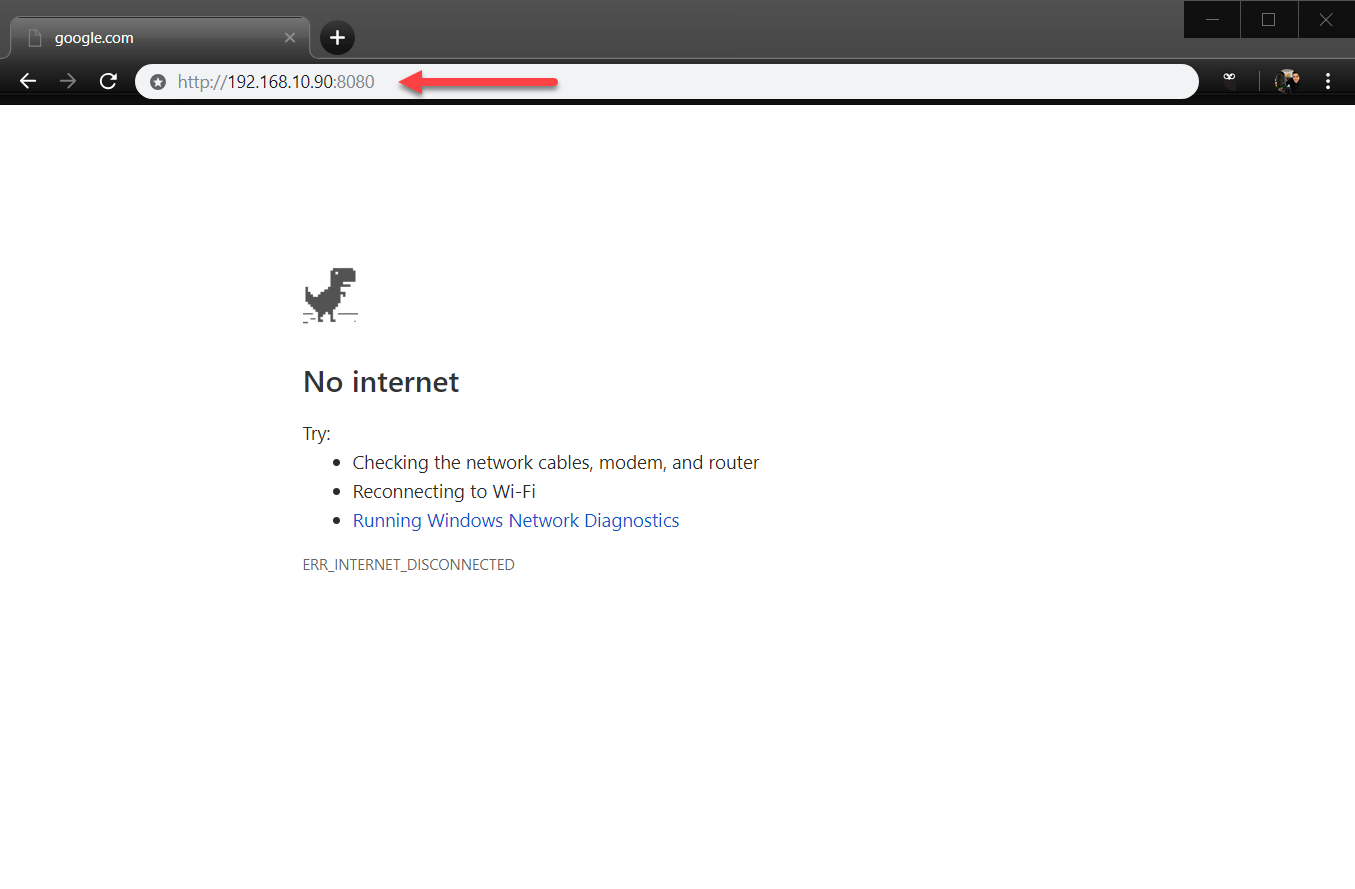 google.com
http://192.168.10.90:8080
No internet
Try:
Checking the network cables, modem, and router
Reconnecting to Wi-Fi
Running Windows Network Diagnostics
ERR_INTERNET_DISCONNECTED